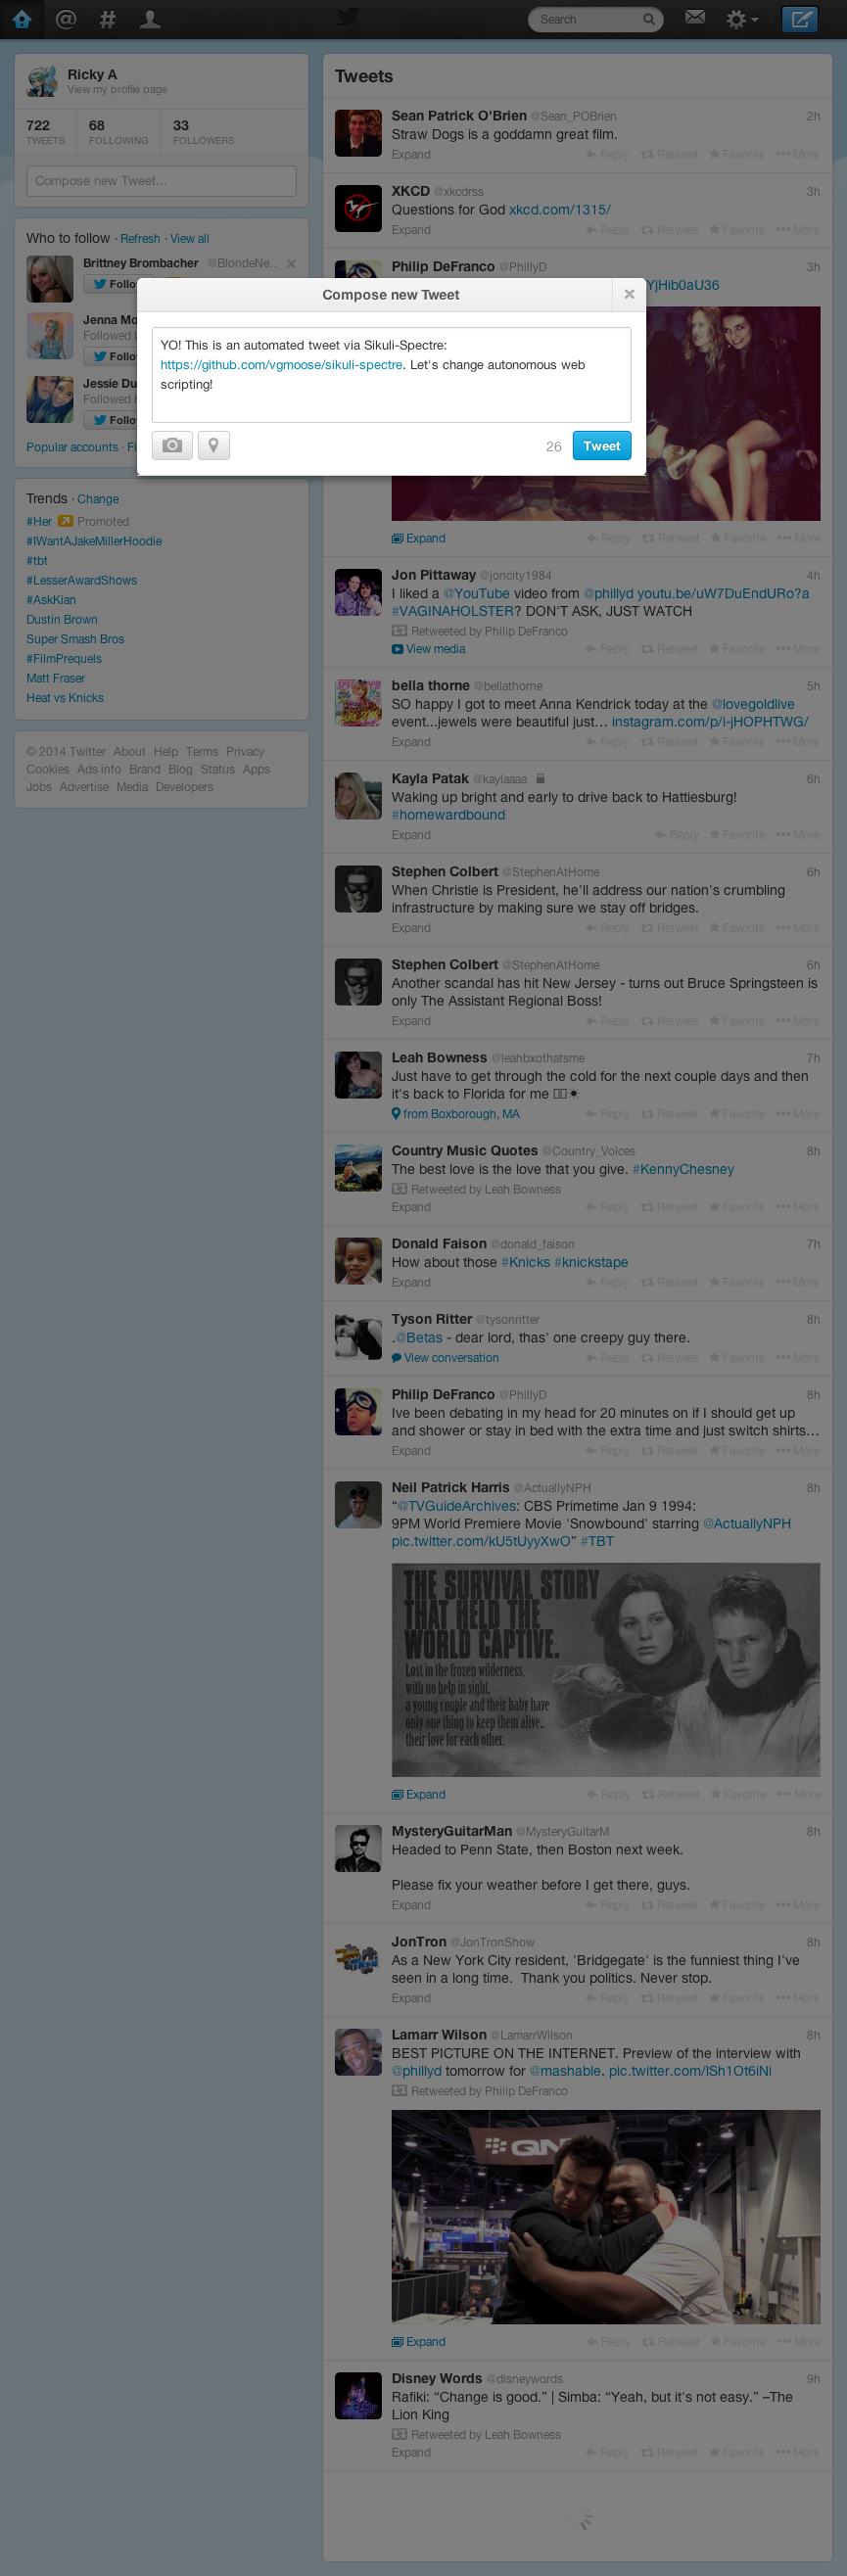 Search
Ricky A
View my profile page
722 TWEETS
68 FOLLOWING
33 FOLLOWERS
Compose new Tweet...
Who to follow · Refresh · View all
Brittney Brombacher @BlondeNe..
Follow
Jenna Mo
Followed b
Follow
Jessie Du
Followed b
Follow
Popular accounts · Fi
Trends · Change
#Her Promoted
#IWantAJakeMillerHoodie
#tbt
#LesserAwardShows
#AskKian
Dustin Brown
Super Smash Bros
#FilmPrequels
Matt Fraser
Heat vs Knicks
© 2014 Twitter About Help Terms Privacy
Cookies Ads info Brand Blog Status Apps
Jobs Advertise Media Developers
Compose new Tweet
YO! This is an automated tweet via Sikuli-Spectre:
https://github.com/vgmoose/sikuli-spectre. Let's change autonomous web
scripting!
26 Tweet
Tweets
Sean Patrick O'Brien @Sean_POBrien 2h
Straw Dogs is a goddamn great film.
Expand Reply Retweet Favorite More
XKCD @xkcdrss 3h
Questions for God xkcd.com/1315/
Expand Reply Retweet Favorite More
Philip DeFranco @PhillyD 3h
YjHib0aU36
Expand Reply Retweet Favorite More
Jon Pittaway @joncity1984 4h
I liked a @YouTube video from @phillyd youtu.be/uW7DuEndURo?a
#VAGINAHOLSTER? DON'T ASK, JUST WATCH
Retweeted by Philip DeFranco
View media Reply Retweet Favorite More
bella thorne @bellathorne 5h
SO happy I got to meet Anna Kendrick today at the @lovegoldlive
event...jewels were beautiful just… instagram.com/p/i-jHOPHTWG/
Expand Reply Retweet Favorite More
Kayla Patak @kaylaaaa 6h
Waking up bright and early to drive back to Hattiesburg!
#homewardbound
Expand Reply Favorite More
Stephen Colbert @StephenAtHome 6h
When Christie is President, he'll address our nation's crumbling
infrastructure by making sure we stay off bridges.
Expand Reply Retweet Favorite More
Stephen Colbert @StephenAtHome 6h
Another scandal has hit New Jersey - turns out Bruce Springsteen is
only The Assistant Regional Boss!
Expand Reply Retweet Favorite More
Leah Bowness @leahbxothatsme 7h
Just have to get through the cold for the next couple days and then
it's back to Florida for me ☀
from Boxborough, MA Reply Retweet Favorite More
Country Music Quotes @Country_Voices 8h
The best love is the love that you give. #KennyChesney
Retweeted by Leah Bowness
Expand Reply Retweet Favorite More
Donald Faison @donald_faison 7h
How about those #Knicks #knickstape
Expand Reply Retweet Favorite More
Tyson Ritter @tysonritter 8h
.@Betas - dear lord, thas' one creepy guy there.
View conversation Reply Retweet Favorite More
Philip DeFranco @PhillyD 8h
Ive been debating in my head for 20 minutes on if I should get up
and shower or stay in bed with the extra time and just switch shirts…
Expand Reply Retweet Favorite More
Neil Patrick Harris @ActuallyNPH 8h
“@TVGuideArchives: CBS Primetime Jan 9 1994:
9PM World Premiere Movie 'Snowbound' starring @ActuallyNPH
pic.twitter.com/kU5tUyyXwO” #TBT
THE SURVIVAL STORY
THAT HELD THE
WORLD CAPTIVE.
Lost in the frozen wilderness,
with no help in sight,
a young couple and their baby have
only one thing to keep them alive...
their love for each other.
Expand Reply Retweet Favorite More
MysteryGuitarMan @MysteryGuitarM 8h
Headed to Penn State, then Boston next week.
Please fix your weather before I get there, guys.
Expand Reply Retweet Favorite More
JonTron @JonTronShow 8h
As a New York City resident, 'Bridgegate' is the funniest thing I've
seen in a long time. Thank you politics. Never stop.
Expand Reply Retweet Favorite More
Lamarr Wilson @LamarrWilson 8h
BEST PICTURE ON THE INTERNET. Preview of the interview with
@phillyd tomorrow for @mashable. pic.twitter.com/lSh1Ot6iNi
Retweeted by Philip DeFranco
QN
Expand Reply Retweet Favorite More
Disney Words @disneywords 9h
Rafiki: “Change is good.” | Simba: “Yeah, but it's not easy.” –The
Lion King
Retweeted by Leah Bowness
Expand Reply Retweet Favorite More